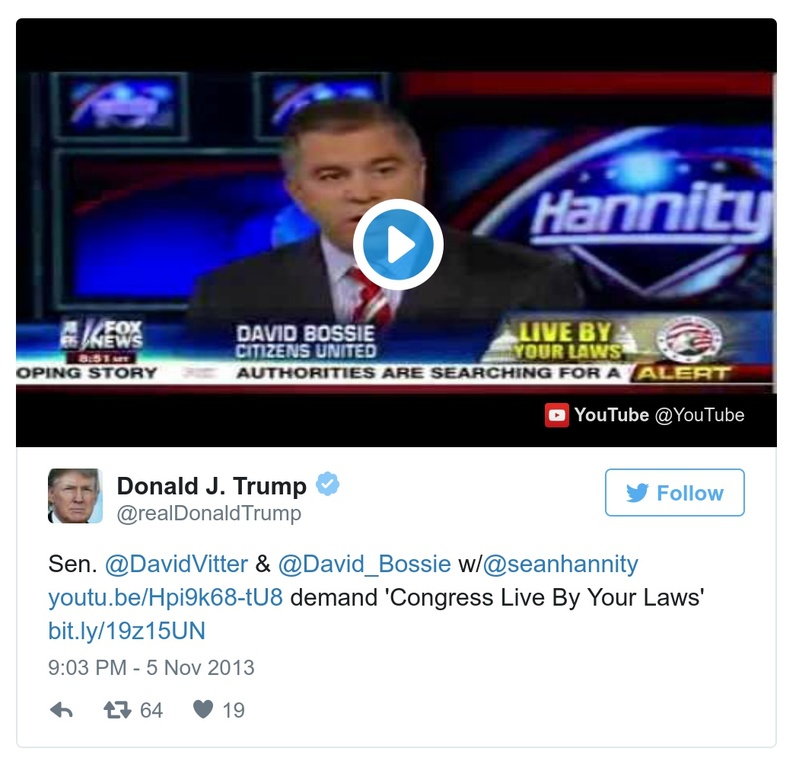 Hannity
FOX
NEWS
8:51 MT
DAVID BOSSIE
CITIZENS UNITED
LIVE BY
YOUR LAWS
OPING STORY
AUTHORITIES ARE SEARCHING FOR A
ALERT
YouTube @YouTube
Donald J. Trump
@realDonaldTrump
Follow
Sen. @DavidVitter & @David_Bossie w/@seanhannity
youtu.be/Hpi9k68-tU8 demand 'Congress Live By Your Laws'
bit.ly/19z15UN
9:03 PM - 5 Nov 2013
64 19